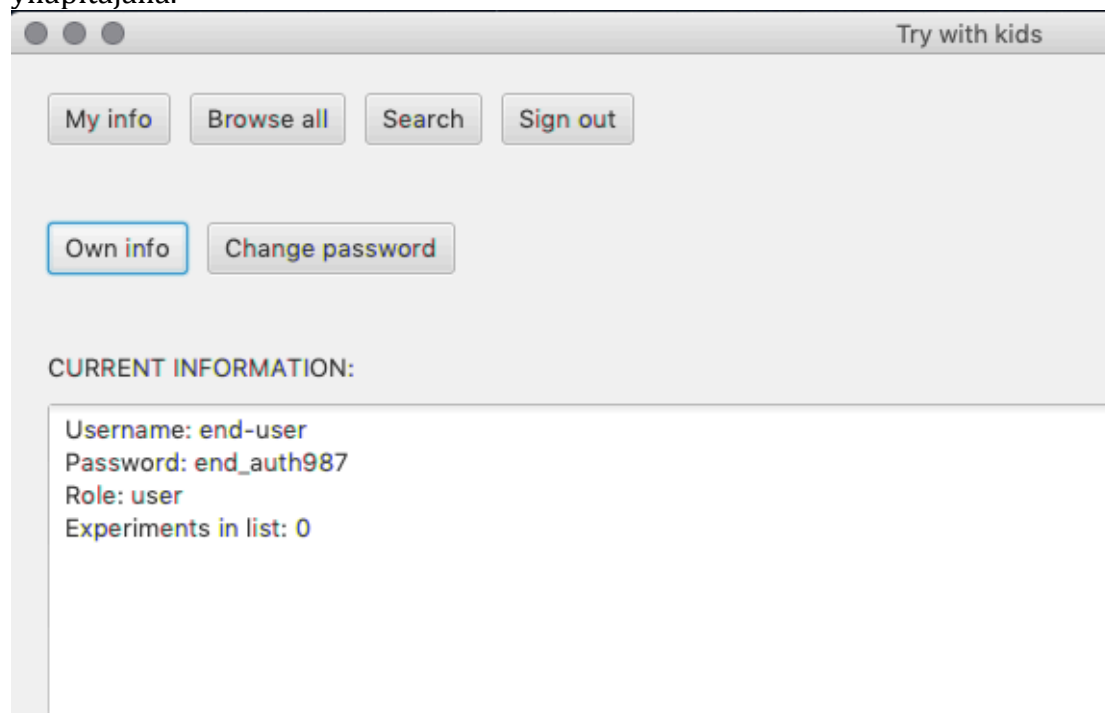 ylläpitäjänä.
Try with kids
My info Browse all Search Sign out
Own info Change password
CURRENT INFORMATION:
Username: end-user
Password: end_auth987
Role: user
Experiments in list: 0